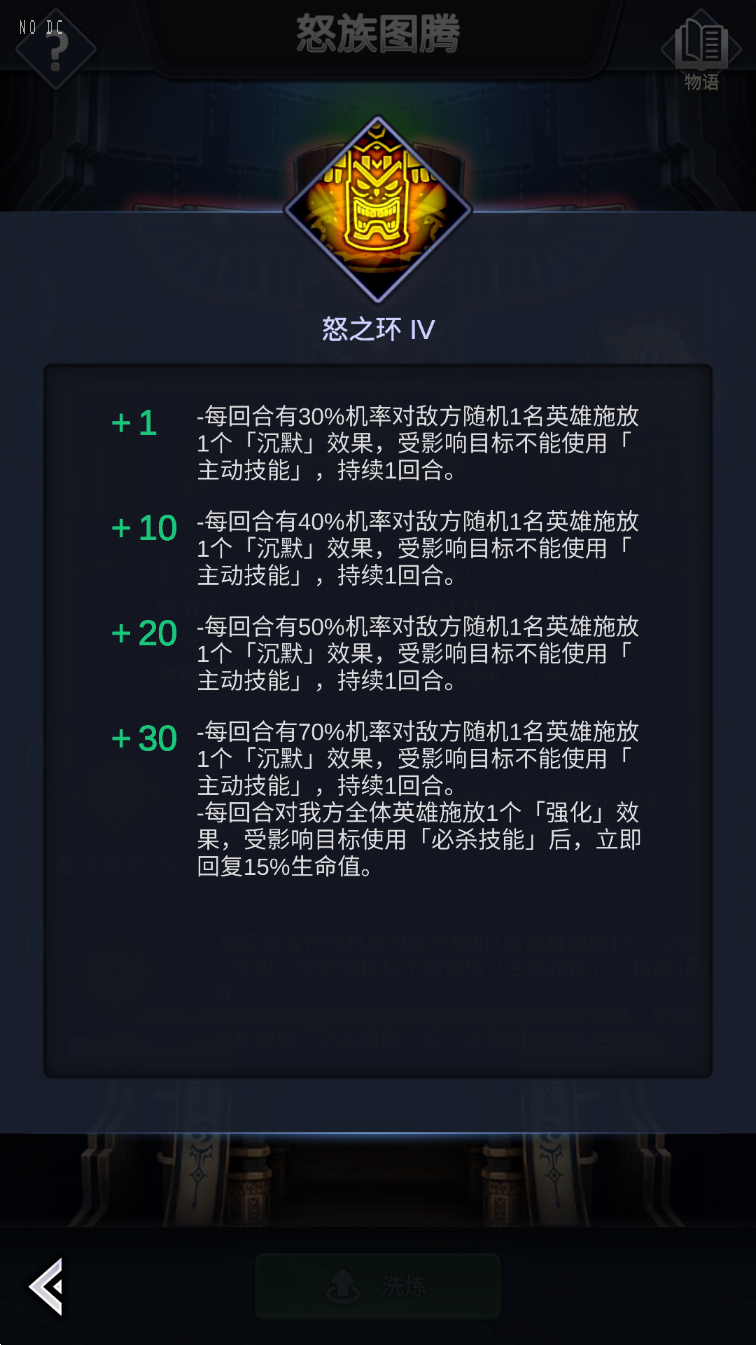 NO DC
怒族图腾
物语
怒之环 IV
+1
-每回合有30%机率对敌方随机1名英雄施放
1个「沉默」效果，受影响目标不能使用「
主动技能」，持续1回合。
+10
-每回合有40%机率对敌方随机1名英雄施放
1个「沉默」效果，受影响目标不能使用「
主动技能」，持续1回合。
+20
-每回合有50%机率对敌方随机1名英雄施放
1个「沉默」效果，受影响目标不能使用「
主动技能」，持续1回合。
+30
-每回合有70%机率对敌方随机1名英雄施放
1个「沉默」效果，受影响目标不能使用「
主动技能」，持续1回合。
-每回合对我方全体英雄施放1个「强化」效
果，受影响目标使用「必杀技能」后，立即
回复15%生命值。
洗炼